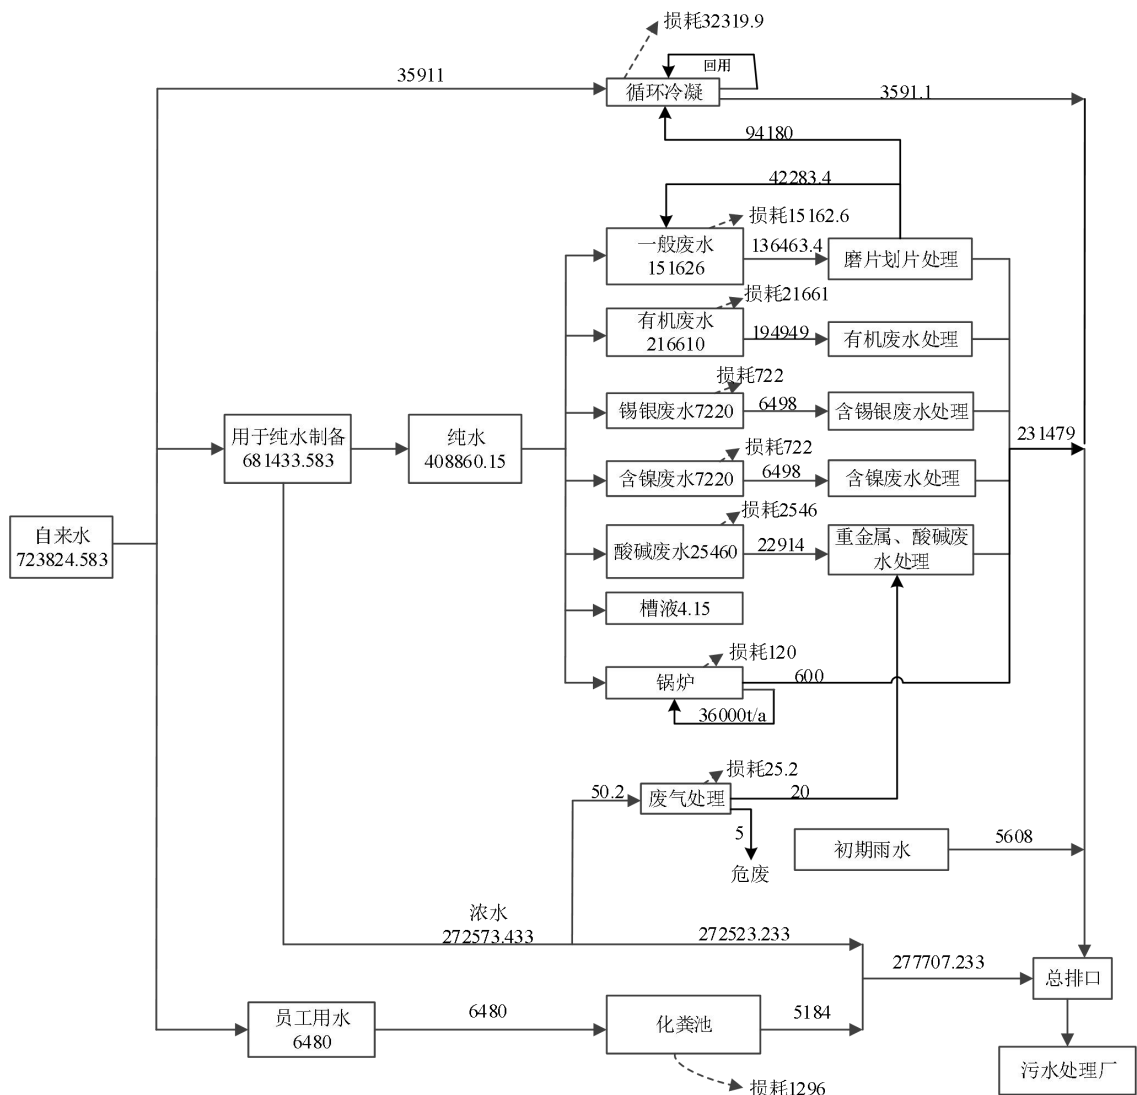 损耗32319.9
回用
35911
循环冷凝
3591.1
94180
42283.4
损耗15162.6
一般废水
151626
136463.4
磨片划片处理
损耗21661
有机废水
216610
194949
有机废水处理
损耗722
锡银废水7220
6498
含锡银废水处理
用于纯水制备
681433.583
纯水
408860.15
231479
损耗722
含镍废水7220
6498
含镍废水处理
损耗2546
自来水
723824.583
酸碱废水25460
22914
重金属、酸碱废
水处理
槽液4.15
损耗120
锅炉
600
36000t/a
损耗25.2
50.2
废气处理
20
5
危废
初期雨水
5608
浓水
272573.433
272523.233
277707.233
总排口
员工用水
6480
6480
化粪池
5184
污水处理厂
损耗1296